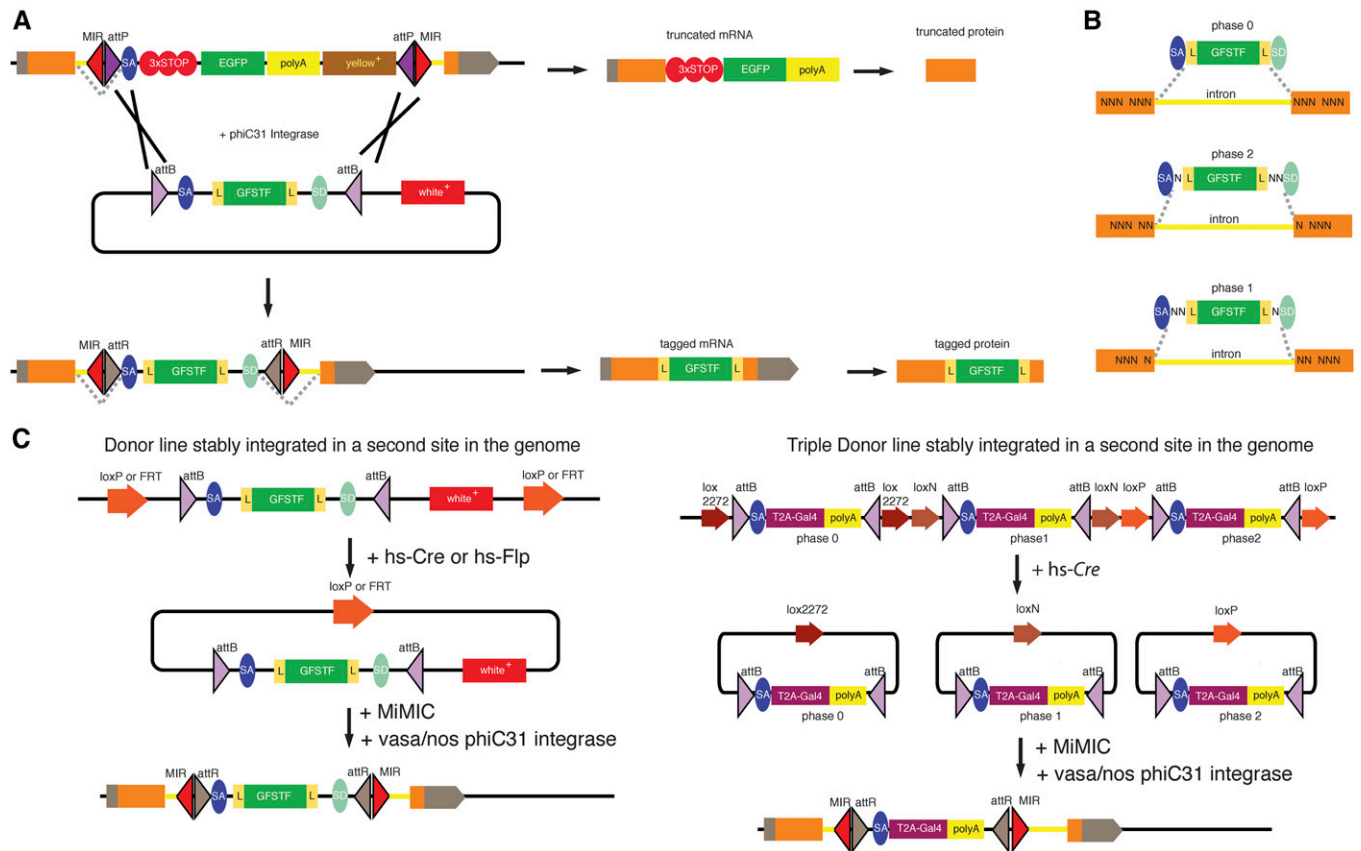 A
MIR attP
attP MIR
SA 3xSTOP EGFP polyA yellow+
truncated mRNA
3xSTOP EGFP polyA
truncated protein
+ phiC31 Integrase
attB
attB
SA L GFSTF L SD white+
MIR attR
attR MIR
SA L GFSTF L SD
tagged mRNA
L GFSTF L
tagged protein
L GFSTF L
B
phase 0
SA L GFSTF L SD
intron
NNN NNN NNN NNN
phase 2
SA N L GFSTF L NN SD
intron
NNN NN N NNN
phase 1
SA NN L GFSTF L N SD
intron
NNN N NN NNN
C
Donor line stably integrated in a second site in the genome
loxP or FRT
attB
attB
loxP or FRT
SA L GFSTF L SD white+
+ hs-Cre or hs-Flp
loxP or FRT
attB
attB
SA L GFSTF L SD white+
+ MiMIC
+ vasa/nos phiC31 integrase
MIR attR
attR MIR
SA L GFSTF L SD
Triple Donor line stably integrated in a second site in the genome
lox
2272
attB
attB
lox
2272
loxN
attB
attB
loxN
loxP
attB
attB
loxP
SA T2A-Gal4 polyA
SA T2A-Gal4 polyA
SA T2A-Gal4 polyA
phase 0
phase1
phase2
+ hs-Cre
lox2272
loxN
loxP
attB
attB
attB
attB
attB
attB
SA T2A-Gal4 polyA
SA T2A-Gal4 polyA
SA T2A-Gal4 polyA
phase 0
phase 1
phase 2
+ MiMIC
+ vasa/nos phiC31 integrase
MIR attR
attR MIR
SA T2A-Gal4 polyA